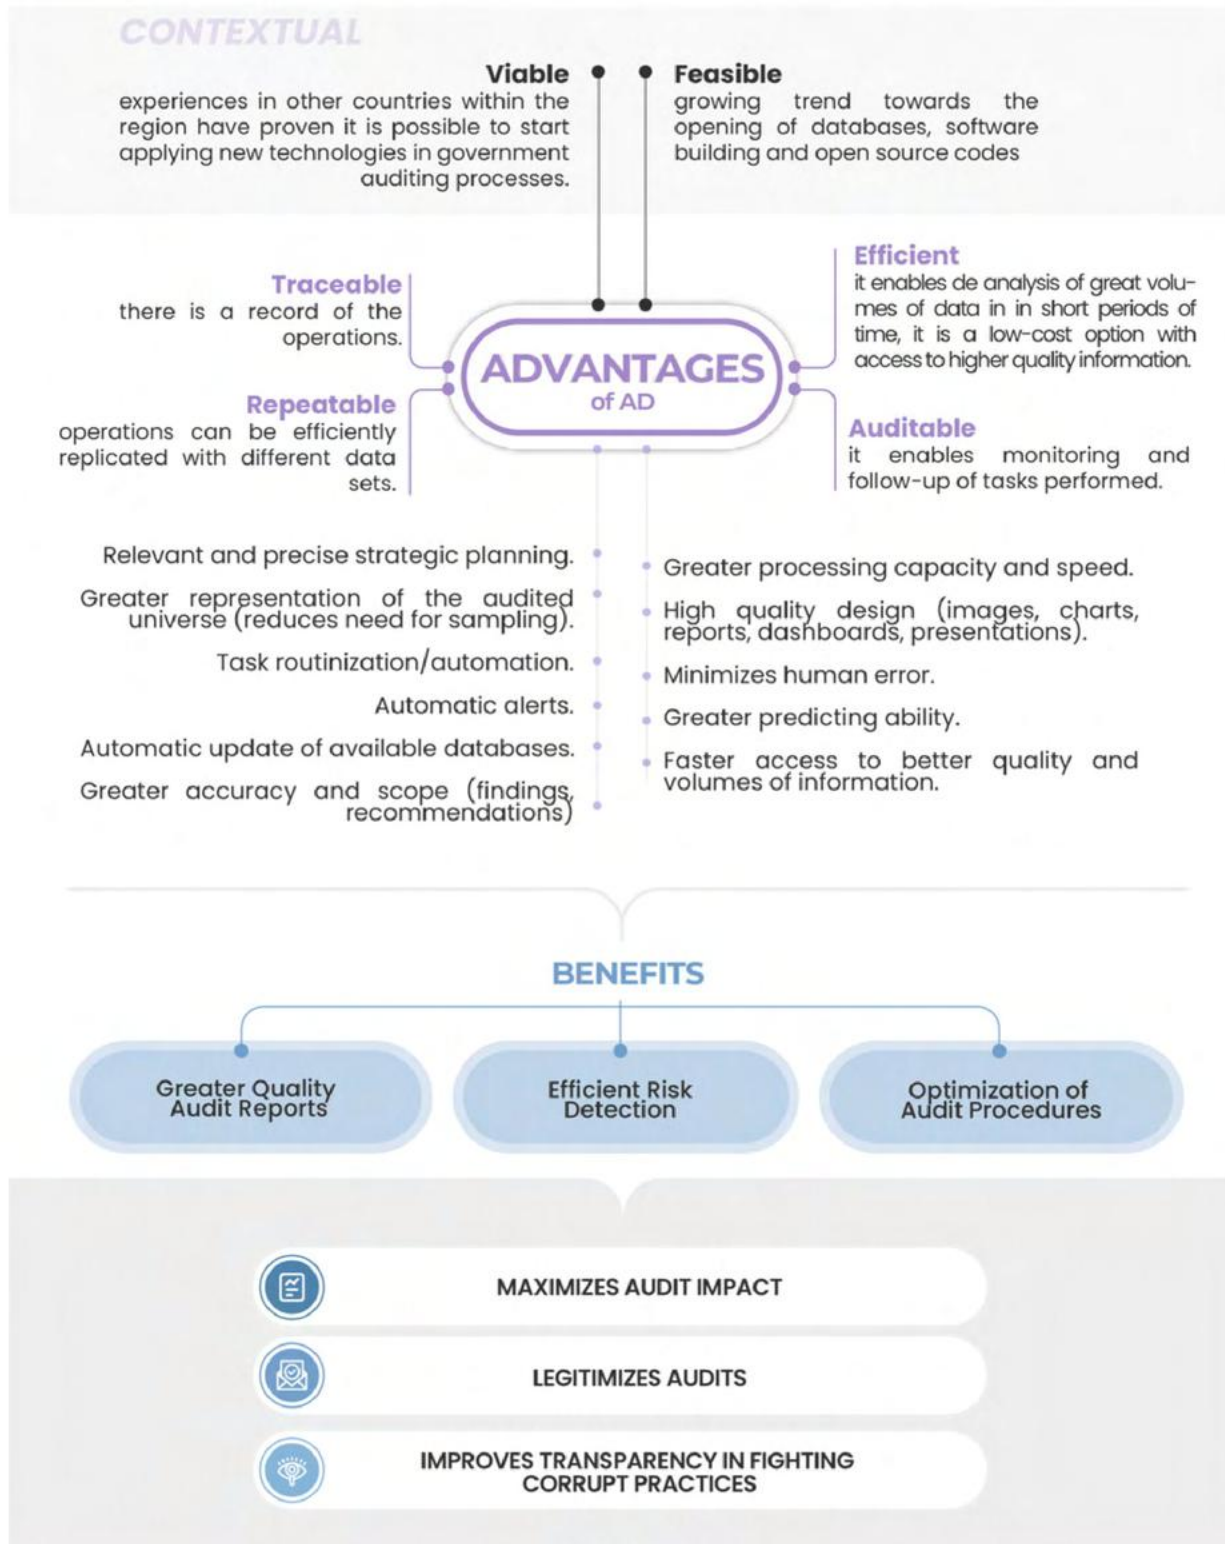 CONTEXTUAL
Viable
experiences in other countries within the
region have proven it is possible to start
applying new technologies in government
auditing processes.
Feasible
growing trend towards the
opening of databases, software
building and open source codes
Traceable
there is a record of the
operations.
Repeatable
operations can be efficiently
replicated with different data
sets.
ADVANTAGES
of AD
Efficient
it enables de analysis of great volu-
mes of data in in short periods of
time, it is a low-cost option with
access to higher quality information.
Auditable
it enables monitoring and
follow-up of tasks performed.
Relevant and precise strategic planning.
Greater representation of the audited
universe (reduces need for sampling).
Task routinization/automation.
Automatic alerts.
Automatic update of available databases.
Greater accuracy and scope (findings,
recommendations)
Greater processing capacity and speed.
High quality design (images, charts,
reports, dashboards, presentations).
Minimizes human error.
Greater predicting ability.
Faster access to better quality and
volumes of information.
BENEFITS
Greater Quality
Audit Reports
Efficient Risk
Detection
Optimization of
Audit Procedures
MAXIMIZES AUDIT IMPACT
LEGITIMIZES AUDITS
IMPROVES TRANSPARENCY IN FIGHTING
CORRUPT PRACTICES